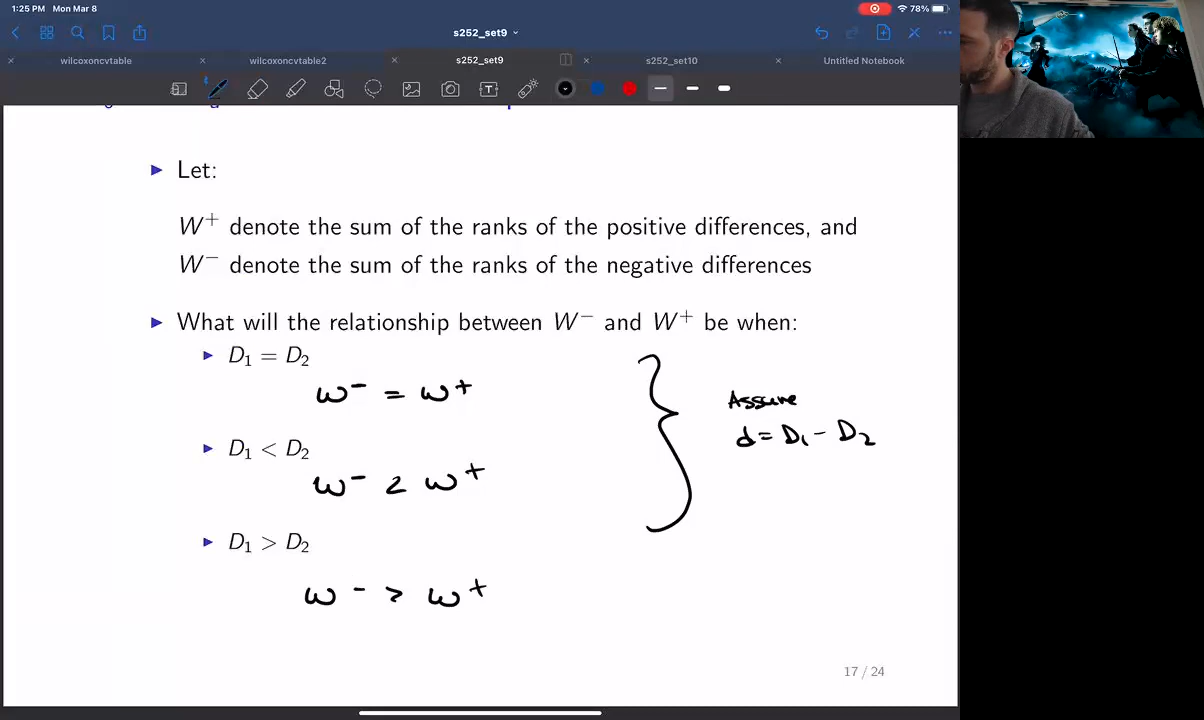 1:25 PM Mon Mar 8
78%
s252_set9
wilcoxoncvtable
wilcoxoncvtable2
s252_set9
s252_set10
Untitled Notebook
Let:
W⁺ denote the sum of the ranks of the positive differences, and
W⁻ denote the sum of the ranks of the negative differences
What will the relationship between W⁻ and W⁺ be when:
D₁ = D₂
w⁻ = w⁺
Assume
d = D₁ - D₂
D₁ < D₂
w⁻ < w⁺
D₁ > D₂
w⁻ > w⁺
17 / 24